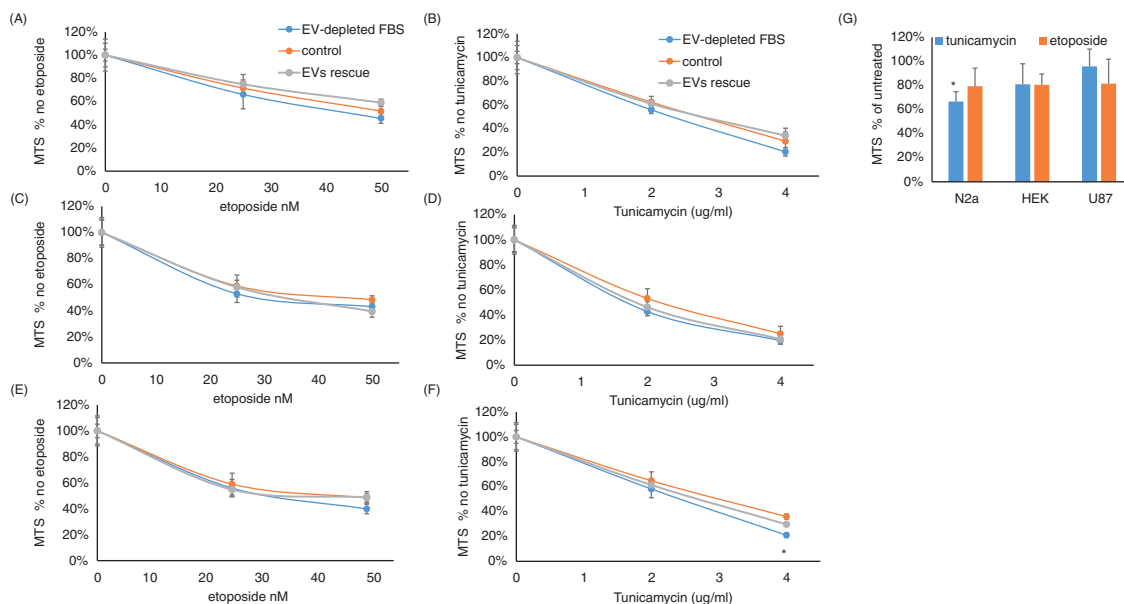 (A)
120%
100%
80%
60%
40%
20%
0%
MTS % no etoposide
0 10 20 30 40 50
etoposide nM
EV-depleted FBS
control
EVs rescue
(B)
120%
100%
80%
60%
40%
20%
0%
MTS % no tunicamycin
0 1 2 3 4
Tunicamycin (ug/ml)
EV-depleted FBS
control
EVs rescue
(G)
120%
100%
80%
60%
40%
20%
0%
MTS % of untreated
tunicamycin
etoposide
*
N2a HEK U87
(C)
120%
100%
80%
60%
40%
20%
0%
MTS % no etoposide
0 10 20 30 40 50
etoposide nM
(D)
120%
100%
80%
60%
40%
20%
0%
MTS % no tunicamycin
0 1 2 3 4
Tunicamycin (ug/ml)
(E)
120%
100%
80%
60%
40%
20%
0%
MTS % no etoposide
0 10 20 30 40 50
etoposide nM
(F)
120%
100%
80%
60%
40%
20%
0%
MTS % no tunicamycin
*
0 1 2 3 4
Tunicamycin (ug/ml)